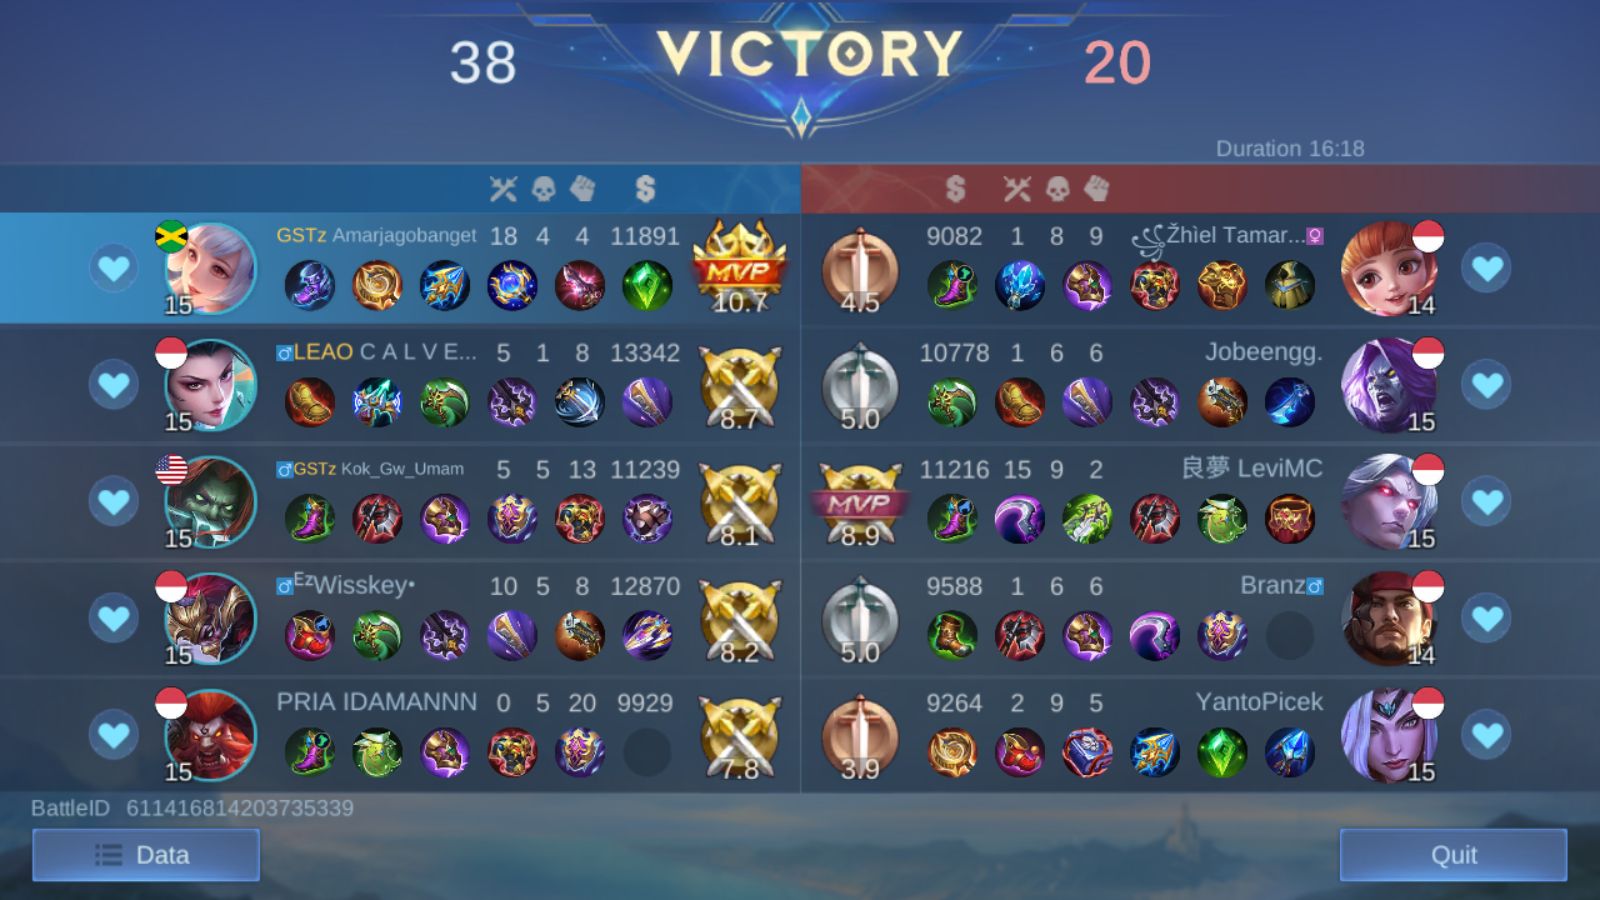 38 VICTORY 20
Duration 16:18
GSTz Amarjagobanget 18 4 4 11891 MVP 10.7
15
4.5 9082 1 8 9 Žhìel Tamar...
14
LEAO C A L V E... 5 1 8 13342 8.7
15
5.0 10778 1 6 6 Jobeengg.
15
GSTz Kok_Gw_Umam 5 5 13 11239 8.1
15
MVP 8.9 11216 15 9 2 良夢 LeviMC
15
EzWisskey• 10 5 8 12870 8.2
15
5.0 9588 1 6 6 Branz
14
PRIA IDAMANNN 0 5 20 9929 7.8
15
3.9 9264 2 9 5 YantoPicek
15
BattleID 611416814203735339
Data
Quit